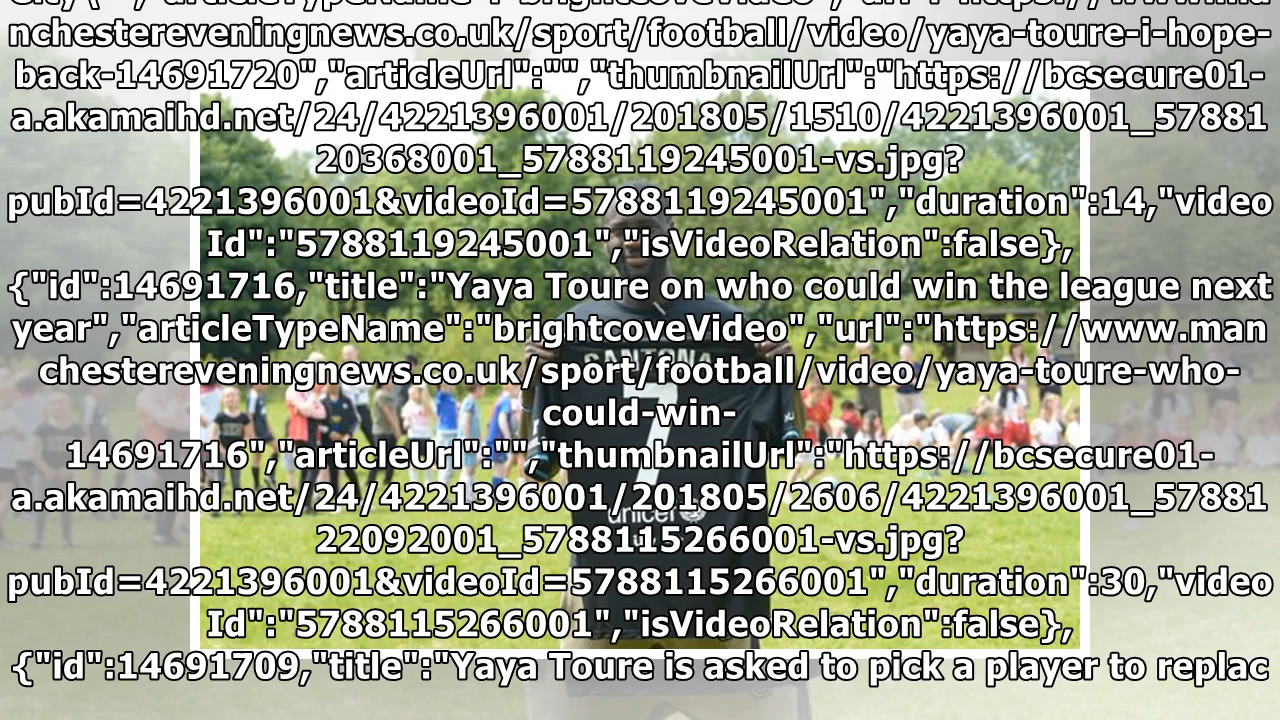 nchestereveningnews.co.uk/sport/football/video/yaya-toure-i-hope-
back-14691720","articleUrl":"","thumbnailUrl":"https://bcsecure01-
a.akamaihd.net/24/4221396001/201805/1510/4221396001_57881
20368001_5788119245001-vs.jpg?
pubId=4221396001&videoId=5788119245001","duration":14,"video
Id":"5788119245001","isVideoRelation":false},
{"id":14691716,"title":"Yaya Toure on who could win the league next
year","articleTypeName":"brightcoveVideo","url":"https://www.man
chestereveningnews.co.uk/sport/football/video/yaya-toure-who-
could-win-
14691716","articleUrl":"","thumbnailUrl":"https://bcsecure01-
a.akamaihd.net/24/4221396001/201805/2606/4221396001_57881
22092001_5788115266001-vs.jpg?
pubId=4221396001&videoId=5788115266001","duration":30,"video
Id":"5788115266001","isVideoRelation":false},
{"id":14691709,"title":"Yaya Toure is asked to pick a player to replac
CANTONA
7
unicef